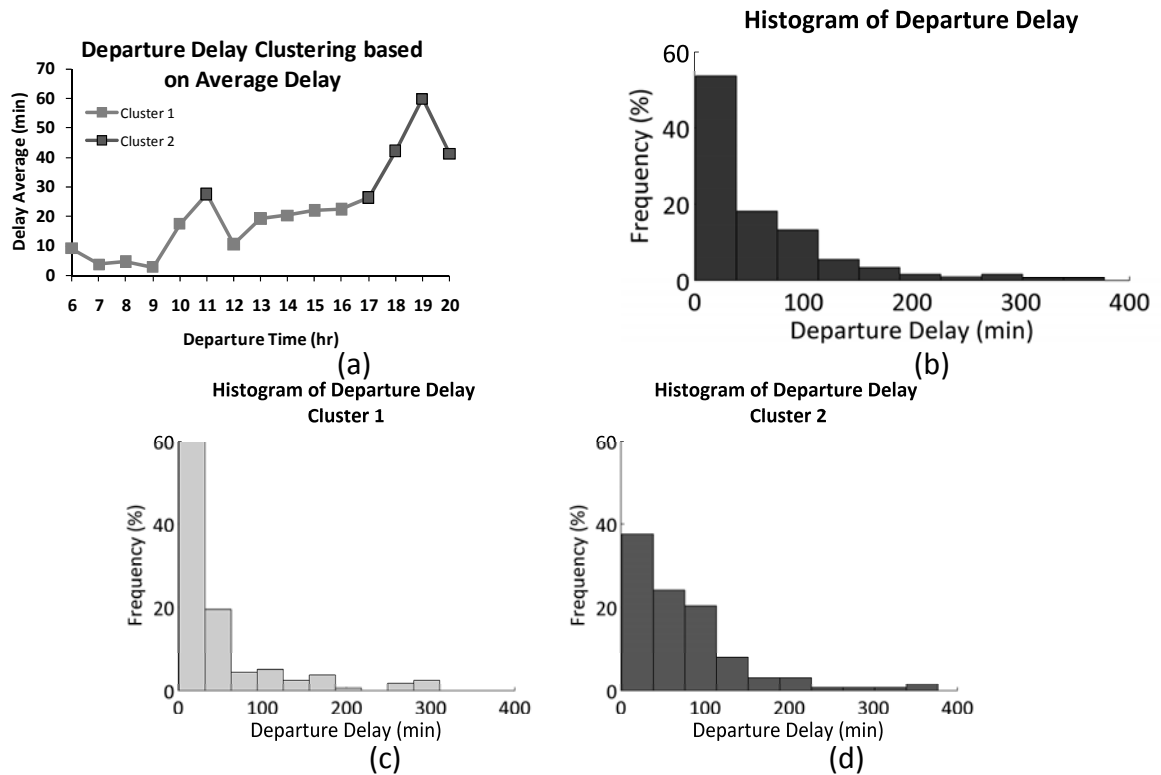 Departure Delay Clustering based
on Average Delay
70
60
50
40
30
20
10
0
Delay Average (min)
Cluster 1
Cluster 2
6 7 8 9 10 11 12 13 14 15 16 17 18 19 20
Departure Time (hr)
(a)
Histogram of Departure Delay
60
40
20
0
Frequency (%)
0 100 200 300 400
Departure Delay (min)
(b)
Histogram of Departure Delay
Cluster 1
60
40
20
0
Frequency (%)
0 100 200 300 400
Departure Delay (min)
(c)
Histogram of Departure Delay
Cluster 2
60
40
20
0
Frequency (%)
0 100 200 300 400
Departure Delay (min)
(d)